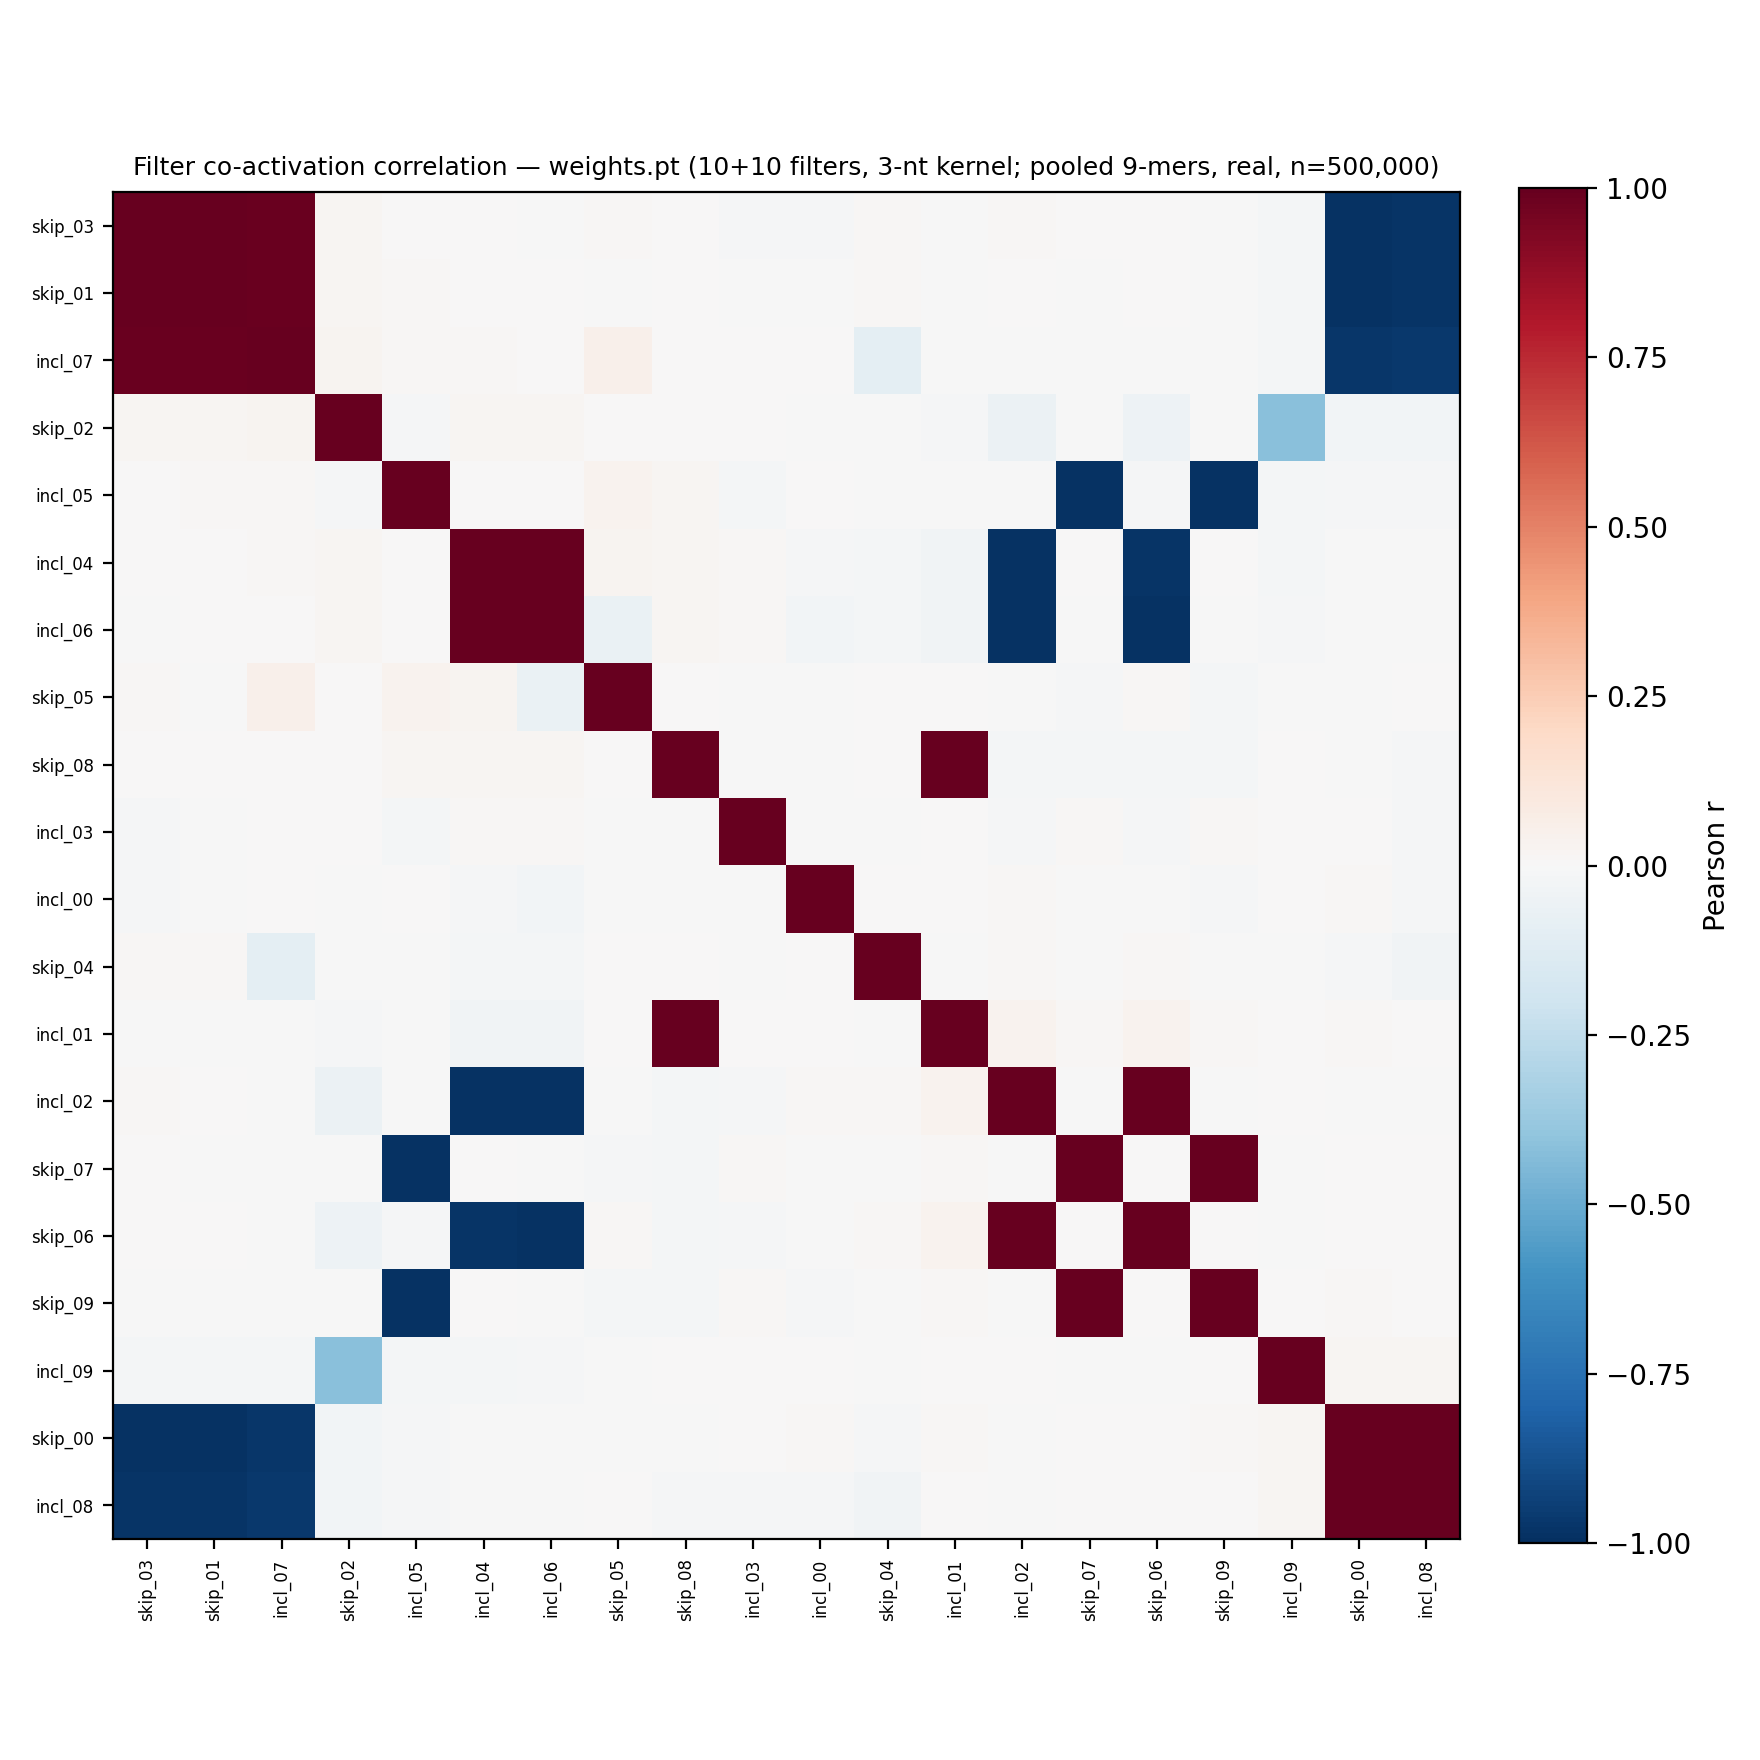 Filter co-activation correlation — weights.pt (10+10 filters, 3-nt kernel; pooled 9-mers, real, n=500,000)
skip_03
skip_01
incl_07
skip_02
incl_05
incl_04
incl_06
skip_05
skip_08
incl_03
incl_00
skip_04
incl_01
incl_02
skip_07
skip_06
skip_09
incl_09
skip_00
incl_08
skip_03 skip_01 incl_07 skip_02 incl_05 incl_04 incl_06 skip_05 skip_08 incl_03 incl_00 skip_04 incl_01 incl_02 skip_07 skip_06 skip_09 incl_09 skip_00 incl_08
1.00
0.75
0.50
0.25
0.00
−0.25
−0.50
−0.75
−1.00
Pearson r